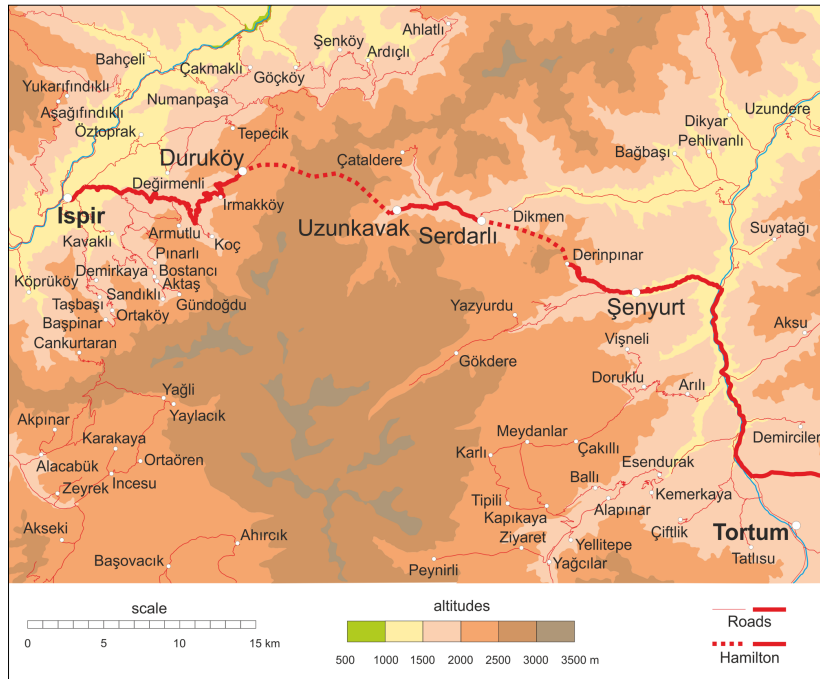 Ahlatlı
Şenköy
Ardıçlı
Bahçeli
Çakmaklı
Göçköy
Yukarıfındıklı
Numanpaşa
Aşağıfındıklı
Öztoprak
Tepecik
Uzundere
Dikyar
Pehlivanlı
Bağbaşı
Duruköy
Çataldere
Değirmenli
Irmakköy
Ispir
Uzunkavak
Serdarlı
Dikmen
Armutlu
Kavaklı
Koç
Suyatağı
Pınarlı
Derinpınar
Demirkaya
Bostancı
Köprüköy
Aktaş
Sandıklı
Gündoğdu
Taşbaşı
Ortaköy
Başpinar
Yazyurdu
Şenyurt
Aksu
Cankurtaran
Vişneli
Gökdere
Doruklu
Arılı
Yağli
Yaylacık
Akpınar
Karakaya
Meydanlar
Demirciler
Alacabük
Ortaören
Karlı
Çakıllı
Esendurak
Zeyrek
Incesu
Ballı
Tipili
Kemerkaya
Alapınar
Kapıkaya
Akseki
Ahırcık
Çiftlik
Tortum
Ziyaret
Yellitepe
Başovacık
Peynirli
Yağcılar
Tatlısu
scale
0 5 10 15 km
altitudes
500 1000 1500 2000 2500 3000 3500 m
Roads
Hamilton